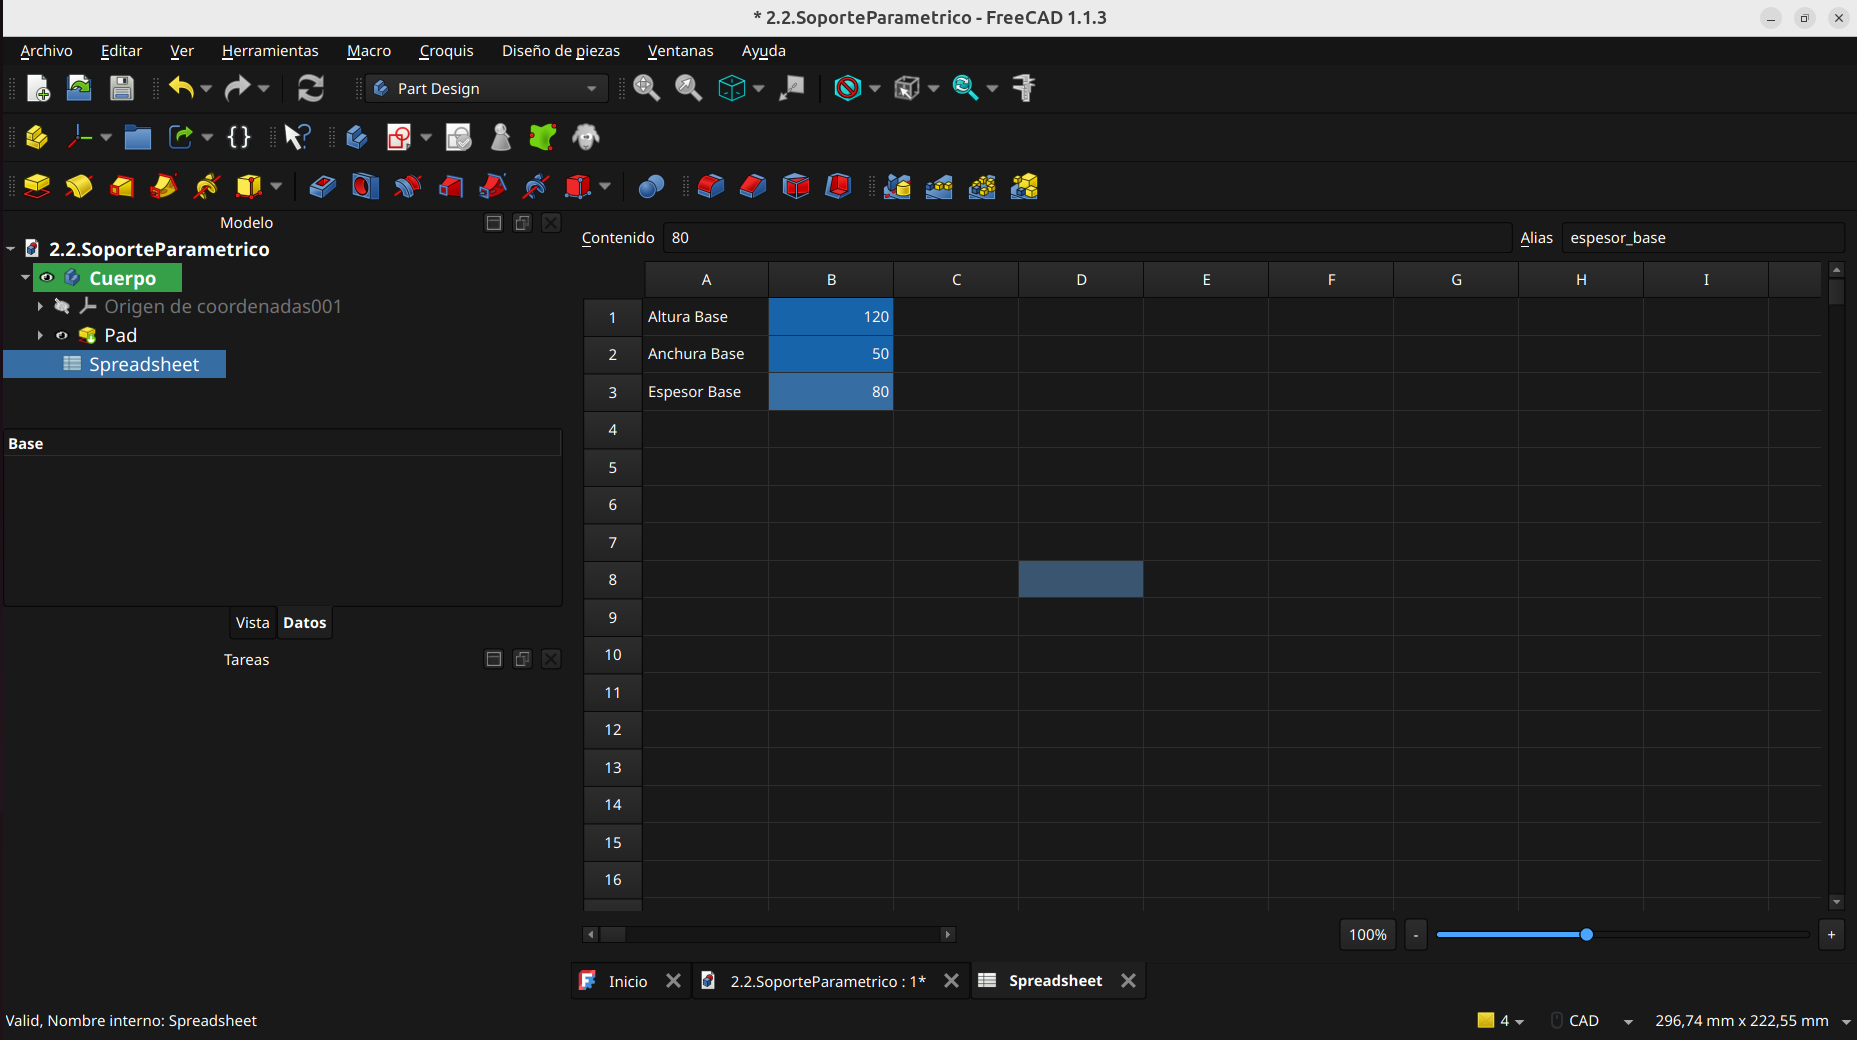 * 2.2.SoporteParametrico - FreeCAD 1.1.3
Archivo Editar Ver Herramientas Macro Croquis Diseño de piezas Ventanas Ayuda
Part Design
Modelo
2.2.SoporteParametrico
Cuerpo
Origen de coordenadas001
Pad
Spreadsheet
Base
Vista Datos
Tareas
Contenido 80 Alias espesor_base
A B C D E F G H I
1 Altura Base 120
2 Anchura Base 50
3 Espesor Base 80
4
5
6
7
8
9
10
11
12
13
14
15
16
100% - +
Inicio 2.2.SoporteParametrico : 1* Spreadsheet
Valid, Nombre interno: Spreadsheet 4 CAD 296,74 mm x 222,55 mm